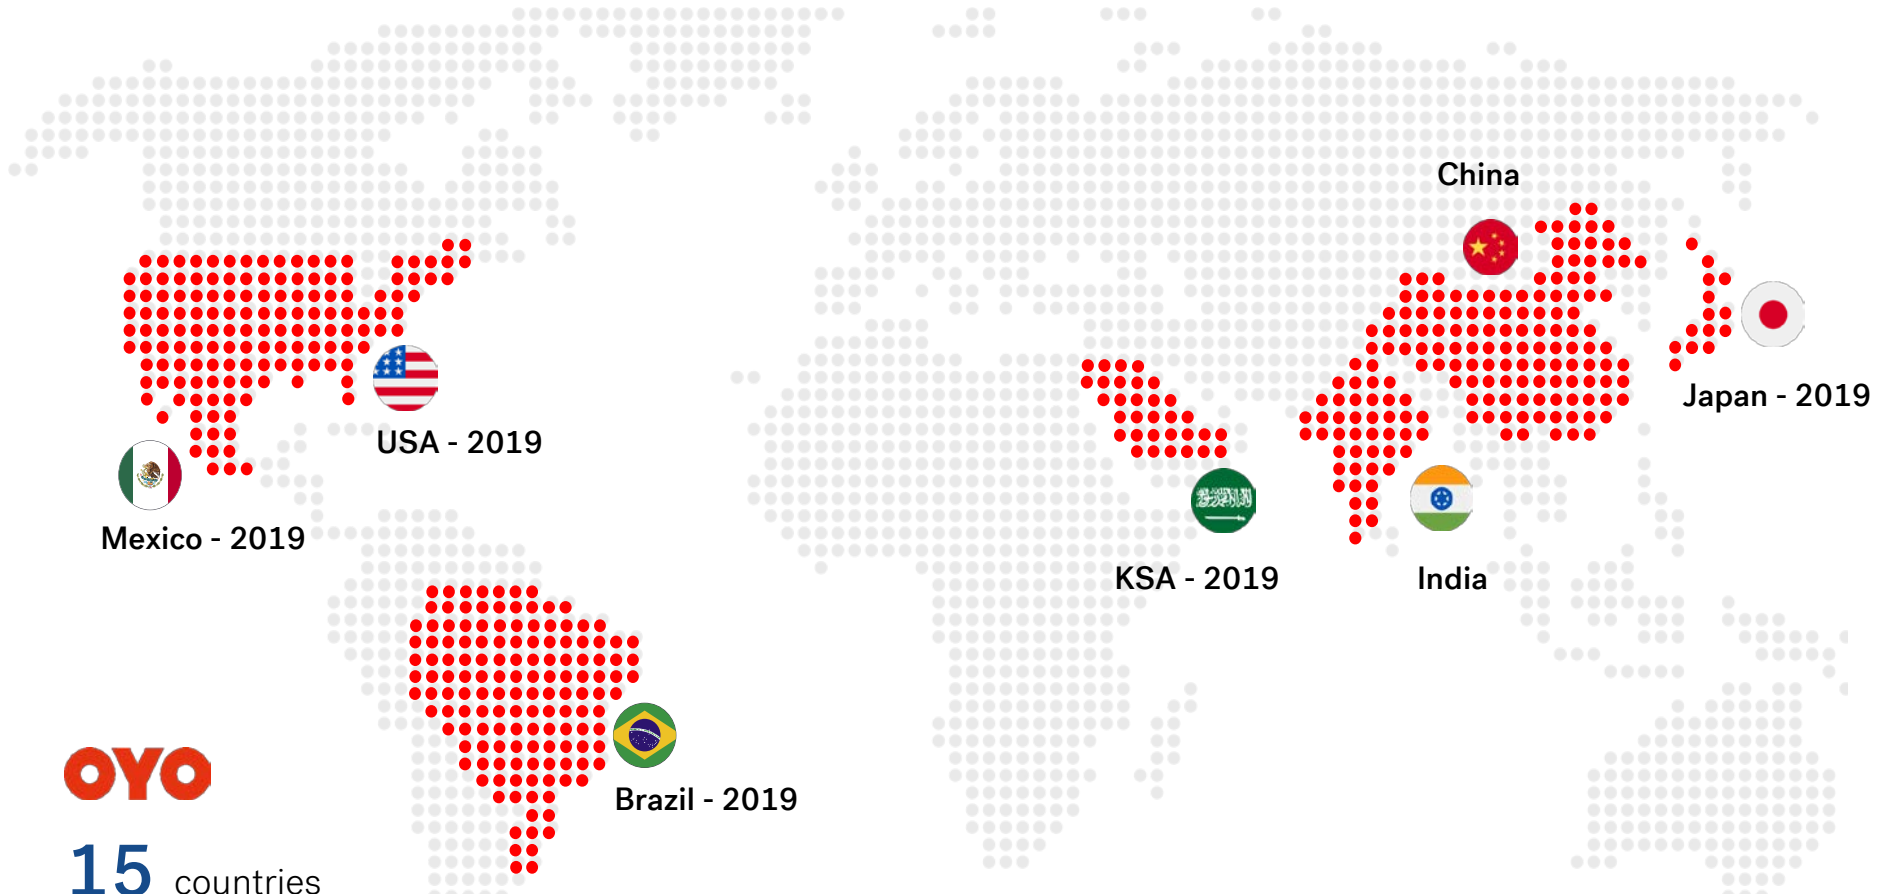 China
Japan - 2019
USA - 2019
Mexico - 2019
KSA - 2019
India
Brazil - 2019
OYO
15 countries